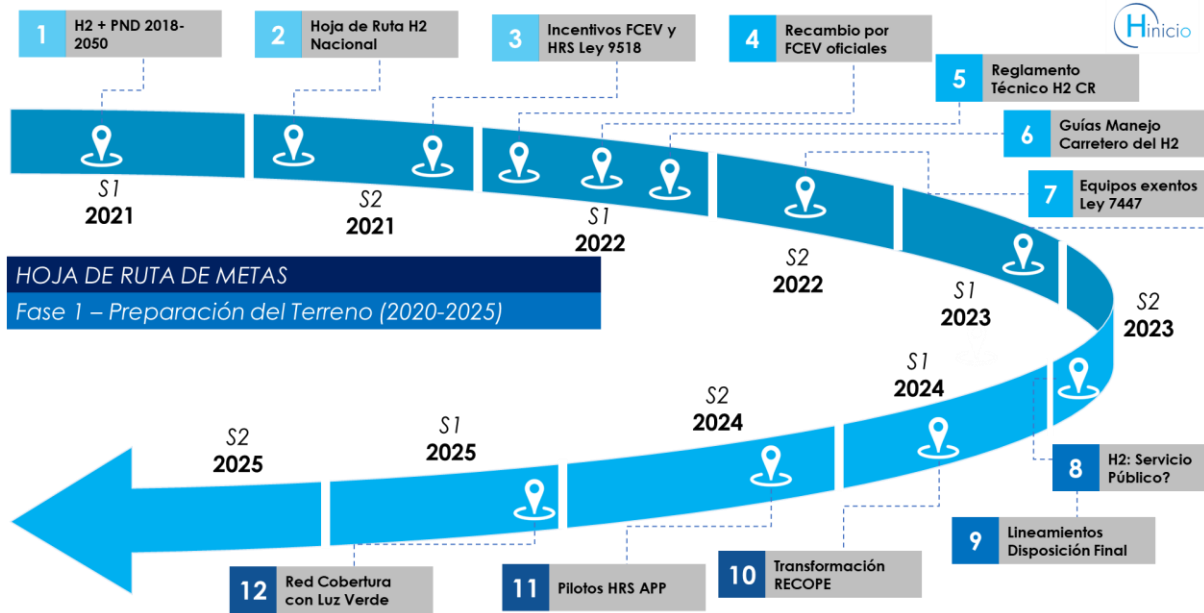 1
H2 + PND 2018-
2050
2
Hoja de Ruta H2
Nacional
3
Incentivos FCEV y
HRS Ley 9518
4
Recambio por
FCEV oficiales
Hinicio
5
Reglamento
Técnico H2 CR
6
Guías Manejo
Carretero del H2
7
Equipos exentos
Ley 7447
S1
2021
S2
2021
S1
2022
S2
2022
S1
2023
S2
2023
HOJA DE RUTA DE METAS
Fase 1 – Preparación del Terreno (2020-2025)
S1
2024
S2
2024
S1
2025
S2
2025
8
H2: Servicio
Público?
9
Lineamientos
Disposición Final
10
Transformación
RECOPE
11
Pilotos HRS APP
12
Red Cobertura
con Luz Verde